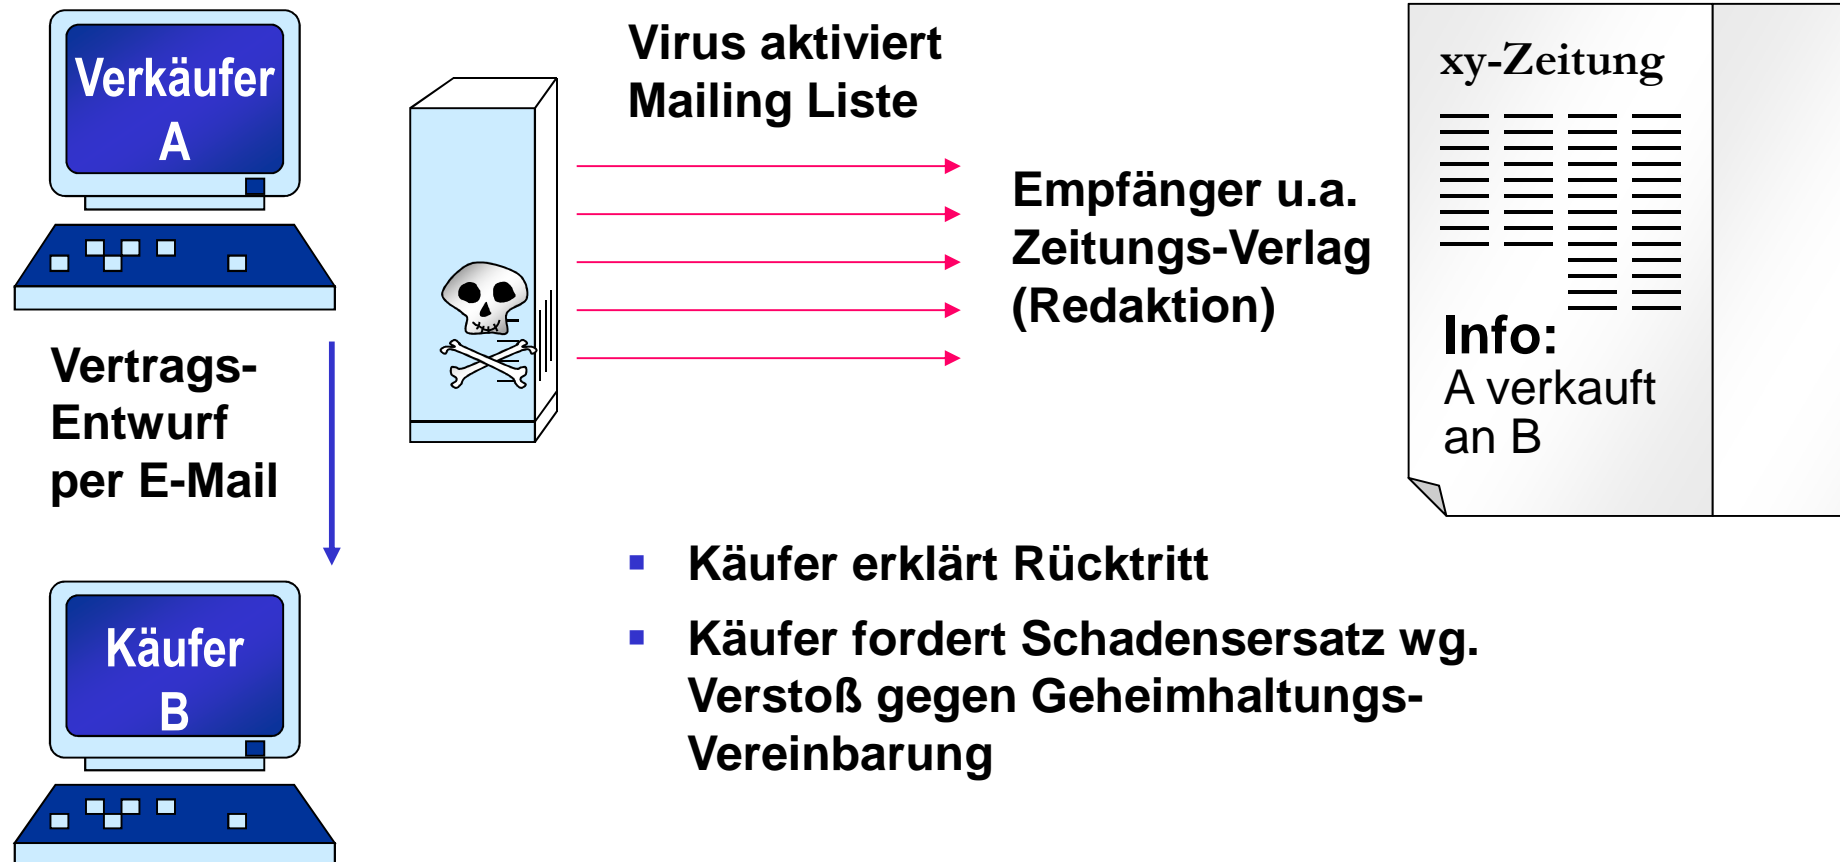 Verkäufer
A
Vertrags-
Entwurf
per E-Mail
Käufer
B
Virus aktiviert
Mailing Liste
Empfänger u.a.
Zeitungs-Verlag
(Redaktion)
xy-Zeitung
Info:
A verkauft
an B
▪ Käufer erklärt Rücktritt
▪ Käufer fordert Schadensersatz wg.
Verstoß gegen Geheimhaltungs-
Vereinbarung